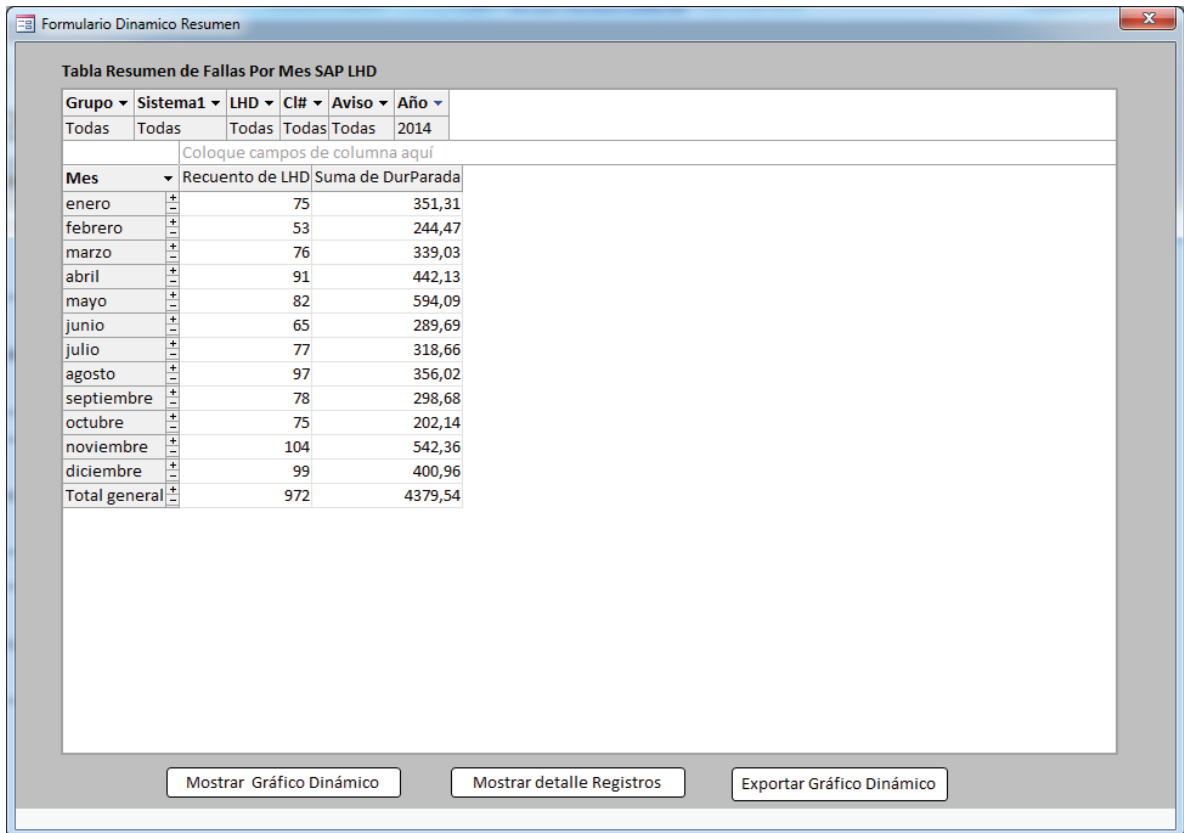 Formulario Dinamico Resumen
Tabla Resumen de Fallas Por Mes SAP LHD
Grupo Sistema1 LHD Cl# Aviso Año
Todas Todas Todas Todas Todas 2014
Coloque campos de columna aquí
Mes Recuento de LHD Suma de DurParada
enero 75 351,31
febrero 53 244,47
marzo 76 339,03
abril 91 442,13
mayo 82 594,09
junio 65 289,69
julio 77 318,66
agosto 97 356,02
septiembre 78 298,68
octubre 75 202,14
noviembre 104 542,36
diciembre 99 400,96
Total general 972 4379,54
Mostrar Gráfico Dinámico Mostrar detalle Registros Exportar Gráfico Dinámico